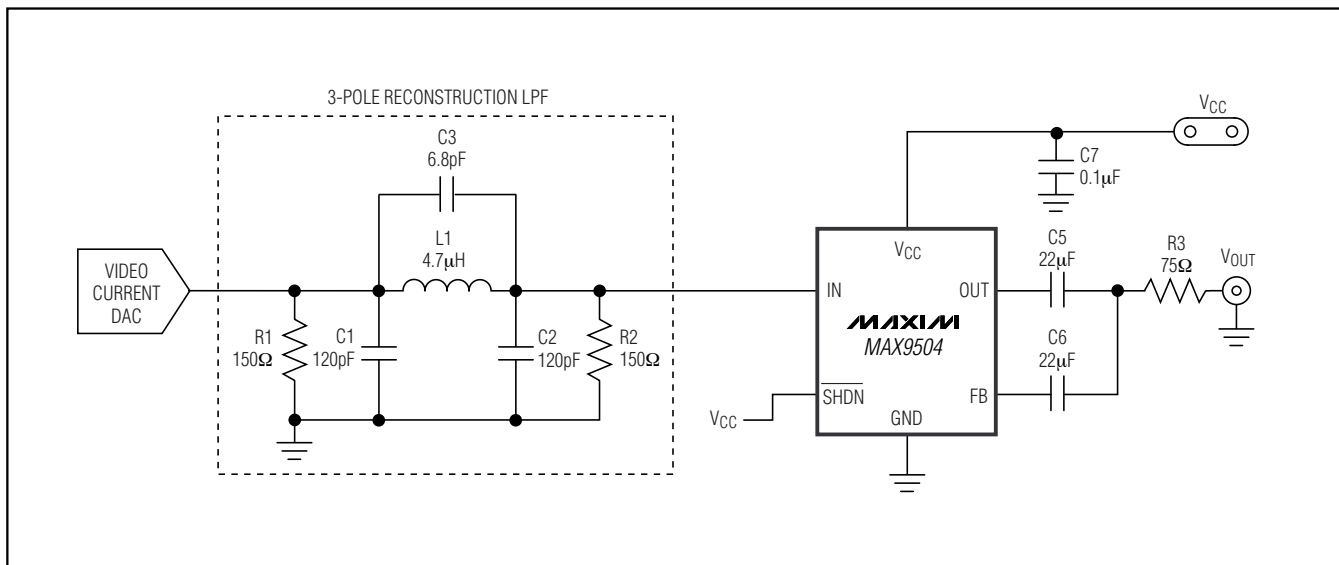 3-POLE RECONSTRUCTION LPF
C3
6.8pF
L1
4.7μH
VIDEO
CURRENT
DAC
R1
150Ω
C1
120pF
C2
120pF
R2
150Ω
VCC
C7
0.1μF
VCC
IN
OUT
MAXIM
MAX9504
SHDN
FB
GND
VCC
C5
22μF
C6
22μF
R3
75Ω
VOUT